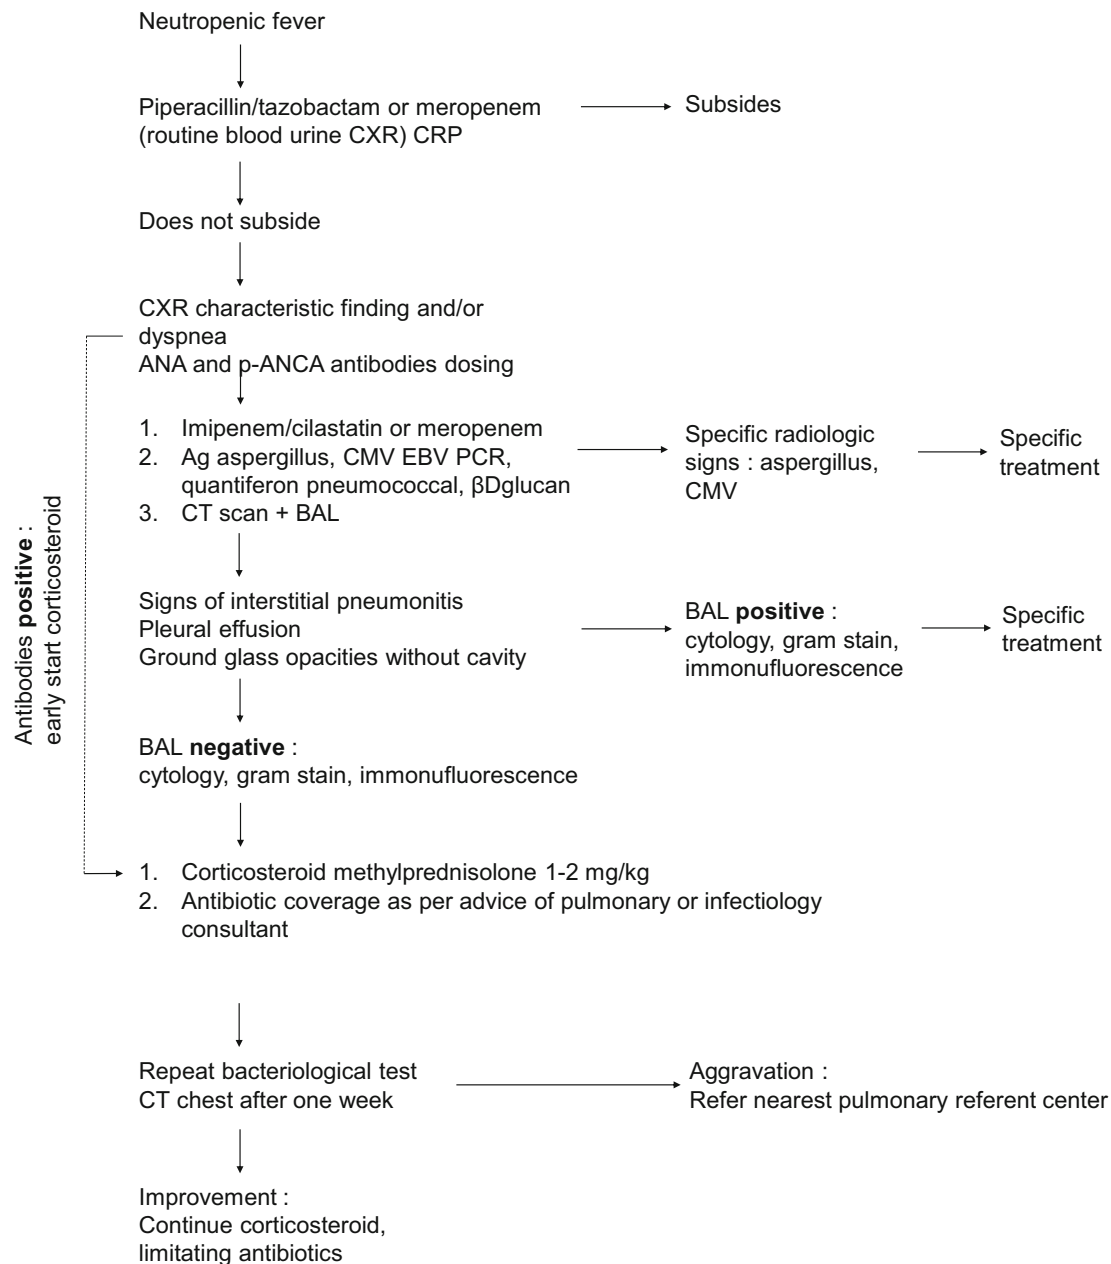 Neutropenic fever
Piperacillin/tazobactam or meropenem
(routine blood urine CXR) CRP
Subsides
Does not subside
CXR characteristic finding and/or
dyspnea
ANA and p-ANCA antibodies dosing
1. Imipenem/cilastatin or meropenem
2. Ag aspergillus, CMV EBV PCR,
quantiferon pneumococcal, βDglucan
3. CT scan + BAL
Specific radiologic
signs : aspergillus,
CMV
Specific
treatment
Antibodies positive :
early start corticosteroid
Signs of interstitial pneumonitis
Pleural effusion
Ground glass opacities without cavity
BAL positive :
cytology, gram stain,
immonufluorescence
Specific
treatment
BAL negative :
cytology, gram stain, immonufluorescence
1. Corticosteroid methylprednisolone 1-2 mg/kg
2. Antibiotic coverage as per advice of pulmonary or infectiology
consultant
Repeat bacteriological test
CT chest after one week
Aggravation :
Refer nearest pulmonary referent center
Improvement :
Continue corticosteroid,
limitating antibiotics